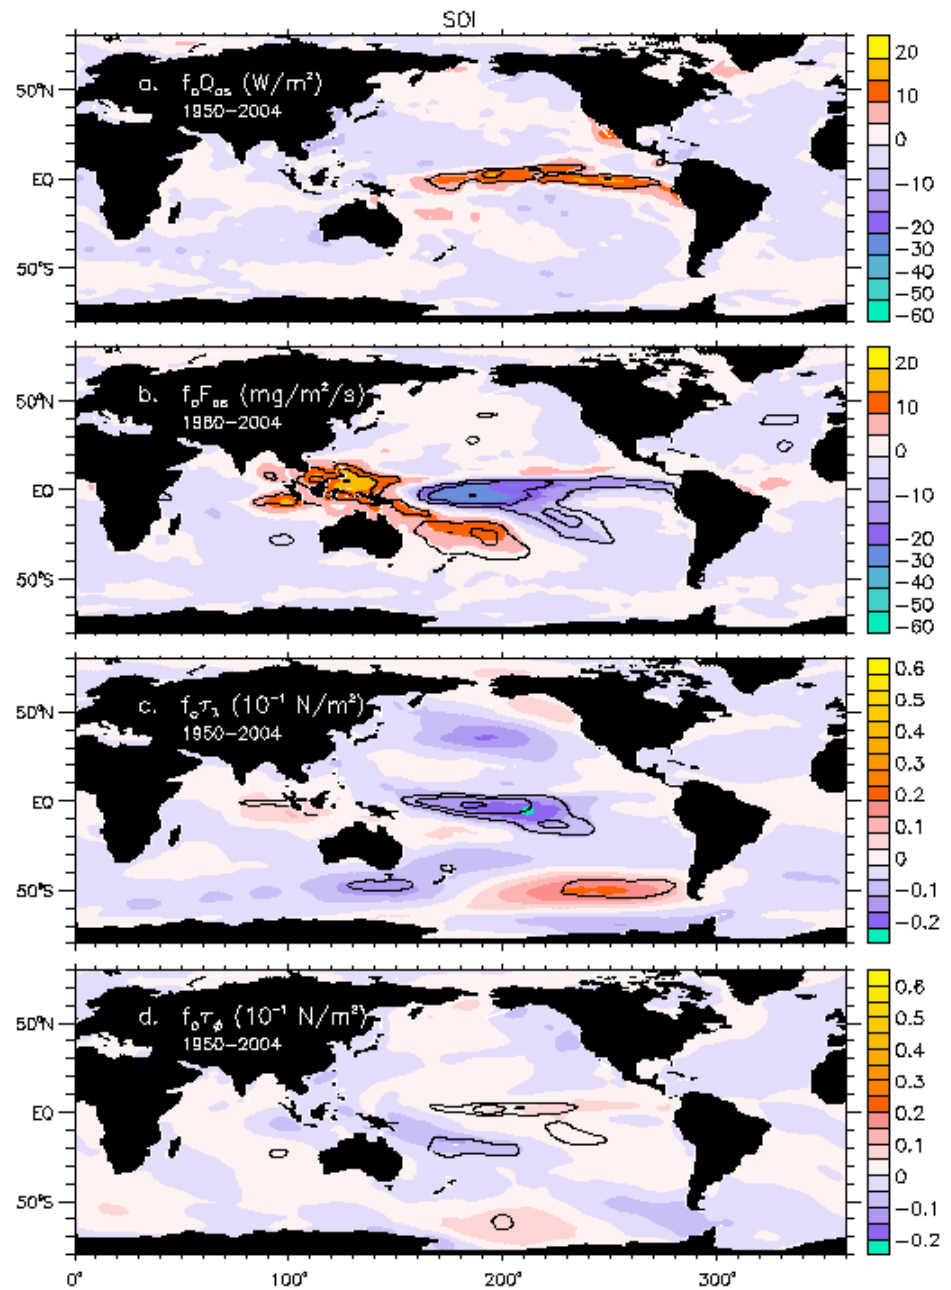 SOI
a. f₀Q_as (W/m²)
1950–2004
50°N
EQ
50°S
20
10
0
−10
−20
−30
−40
−50
−60
b. f₀F_as (mg/m²/s)
1980–2004
50°N
EQ
50°S
20
10
0
−10
−20
−30
−40
−50
−60
c. f₀τ_λ (10⁻¹ N/m²)
1950–2004
50°N
EQ
50°S
0.6
0.5
0.4
0.3
0.2
0.1
0
−0.1
−0.2
d. f₀τ_ϕ (10⁻¹ N/m²)
1950–2004
50°N
EQ
50°S
0.6
0.5
0.4
0.3
0.2
0.1
0
−0.1
−0.2
0° 100° 200° 300°